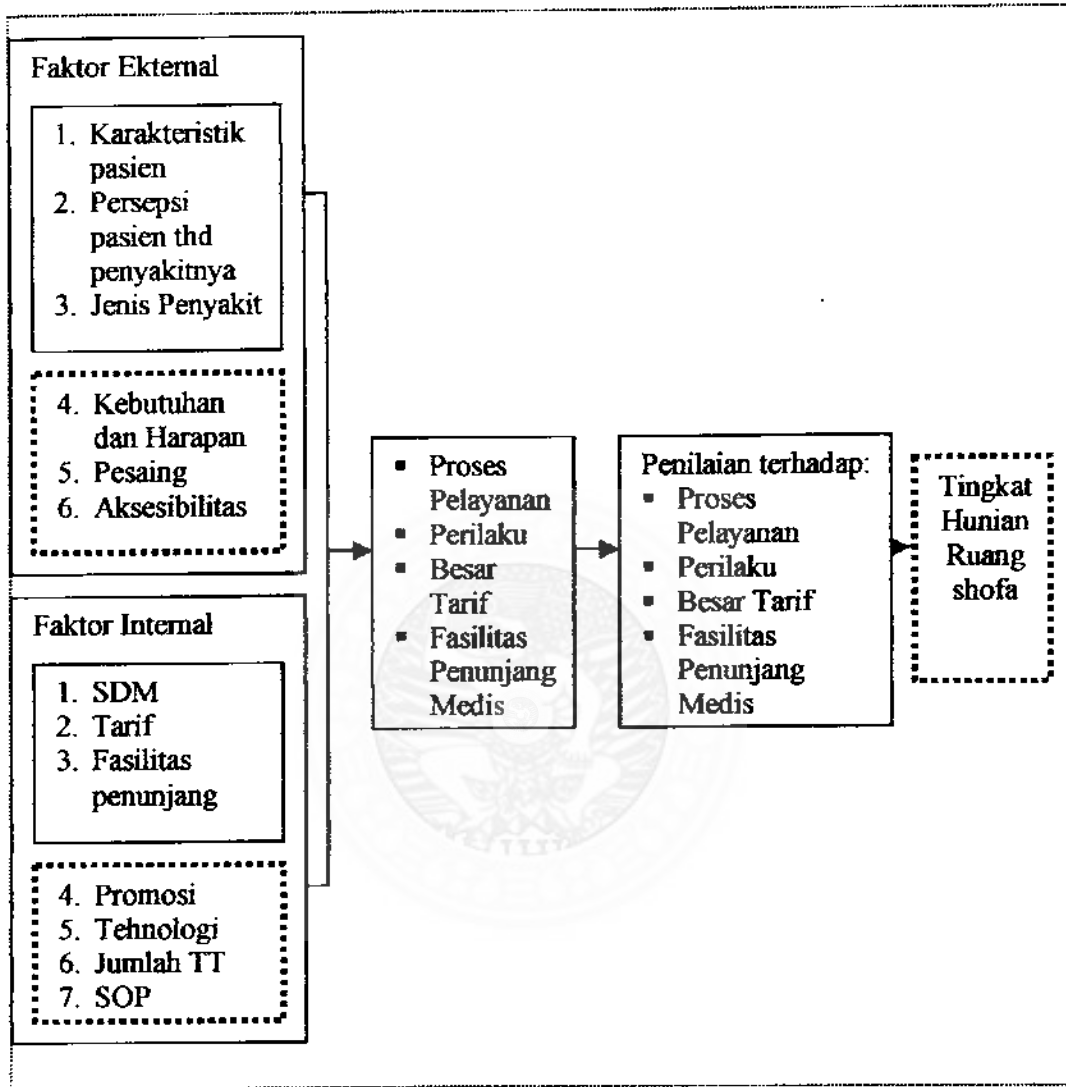 Faktor Ekternal
1. Karakteristik
pasien
2. Persepsi
pasien thd
penyakitnya
3. Jenis Penyakit
4. Kebutuhan
dan Harapan
5. Pesaing
6. Aksesibilitas
Faktor Internal
1. SDM
2. Tarif
3. Fasilitas
penunjang
4. Promosi
5. Tehnologi
6. Jumlah TT
7. SOP
▪ Proses
Pelayanan
▪ Perilaku
▪ Besar
Tarif
▪ Fasilitas
Penunjang
Medis
Penilaian terhadap:
▪ Proses
Pelayanan
▪ Perilaku
▪ Besar Tarif
▪ Fasilitas
Penunjang
Medis
Tingkat
Hunian
Ruang
shofa